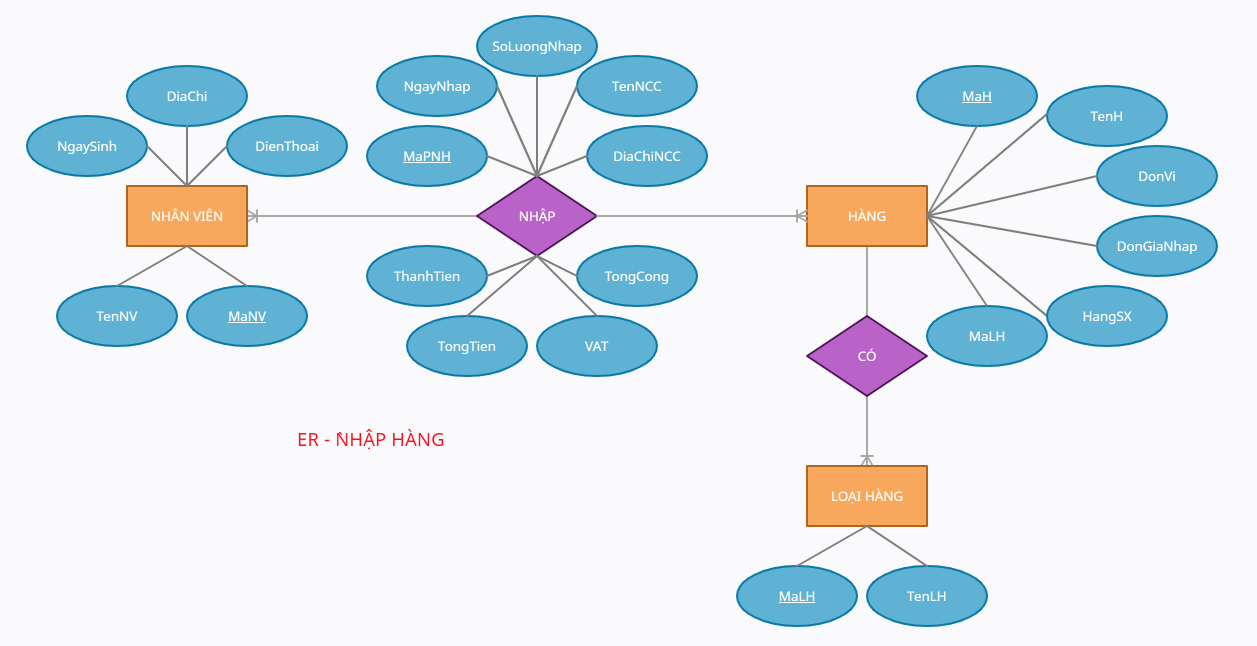 SoLuongNhap
NgayNhap
TenNCC
DiaChi
MaH
TenH
NgaySinh
DienThoai
MaPNH
DiaChiNCC
DonVi
NHÂN VIÊN
NHẬP
HÀNG
DonGiaNhap
ThanhTien
TongCong
TenNV
MaNV
HangSX
MaLH
TongTien
VAT
CÓ
ER - NHẬP HÀNG
LOẠI HÀNG
MaLH
TenLH